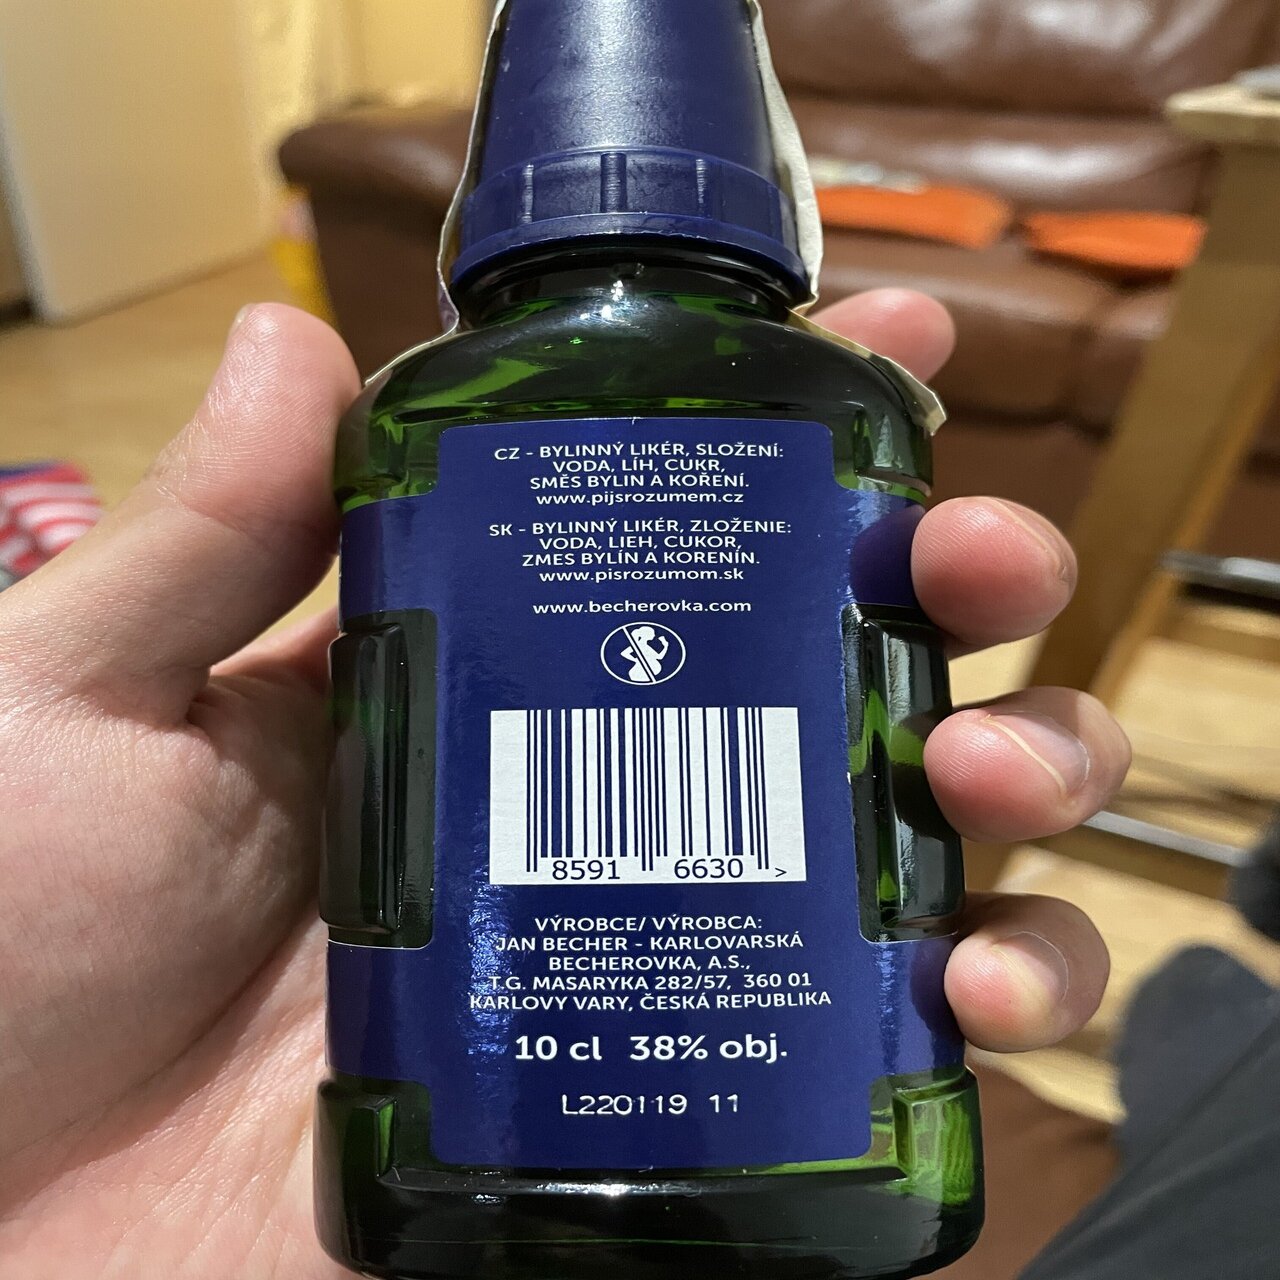 CZ - BYLINNÝ LIKÉR, SLOŽENÍ:
VODA, LÍH, CUKR,
SMĚS BYLIN A KOŘENÍ.
www.pijsrozumem.cz
SK - BYLINNÝ LIKÉR, ZLOŽENIE:
VODA, LIEH, CUKOR,
ZMES BYLÍN A KORENÍN.
www.pisrozumom.sk
www.becherovka.com
8591 6630 >
VÝROBCE/ VÝROBCA:
JAN BECHER - KARLOVARSKÁ
BECHEROVKA, A.S.,
T.G. MASARYKA 282/57, 360 01
KARLOVY VARY, ČESKÁ REPUBLIKA
10 cl 38% obj.
L220119 11